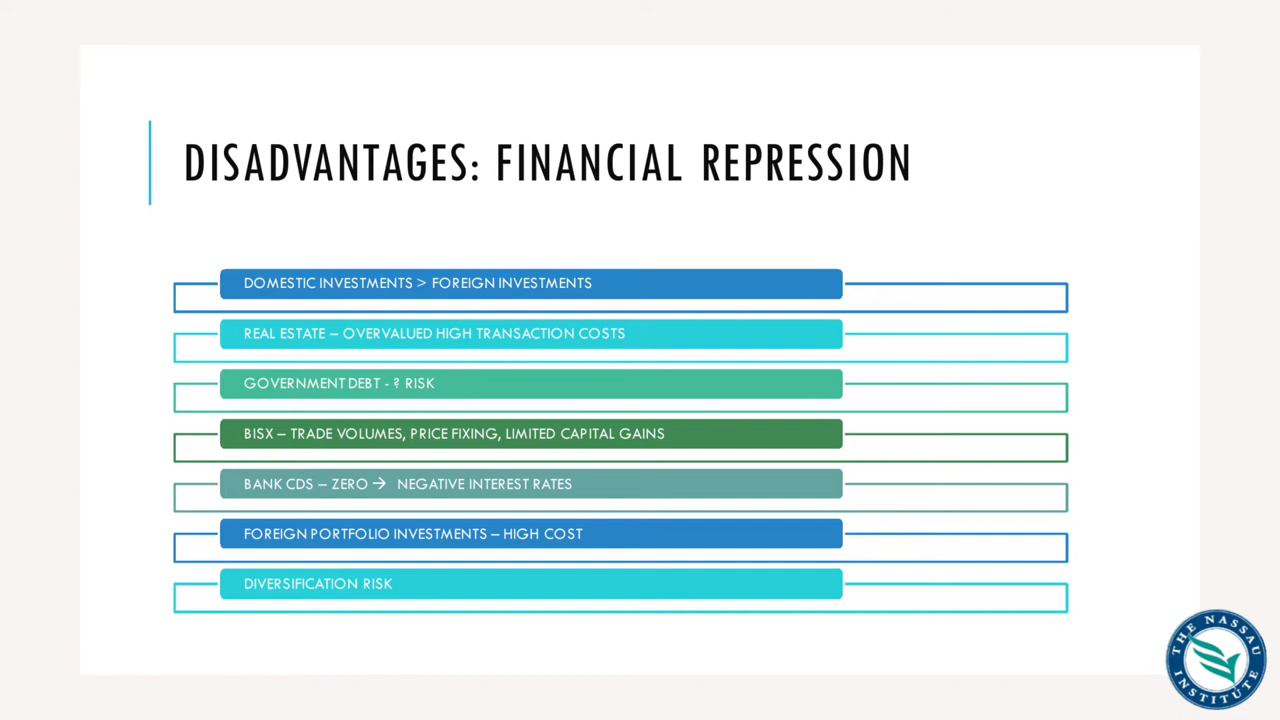 DISADVANTAGES: FINANCIAL REPRESSION
DOMESTIC INVESTMENTS > FOREIGN INVESTMENTS
REAL ESTATE – OVERVALUED HIGH TRANSACTION COSTS
GOVERNMENT DEBT - ? RISK
BISX – TRADE VOLUMES, PRICE FIXING, LIMITED CAPITAL GAINS
BANK CDS – ZERO → NEGATIVE INTEREST RATES
FOREIGN PORTFOLIO INVESTMENTS – HIGH COST
DIVERSIFICATION RISK
THE NASSAU
INSTITUTE